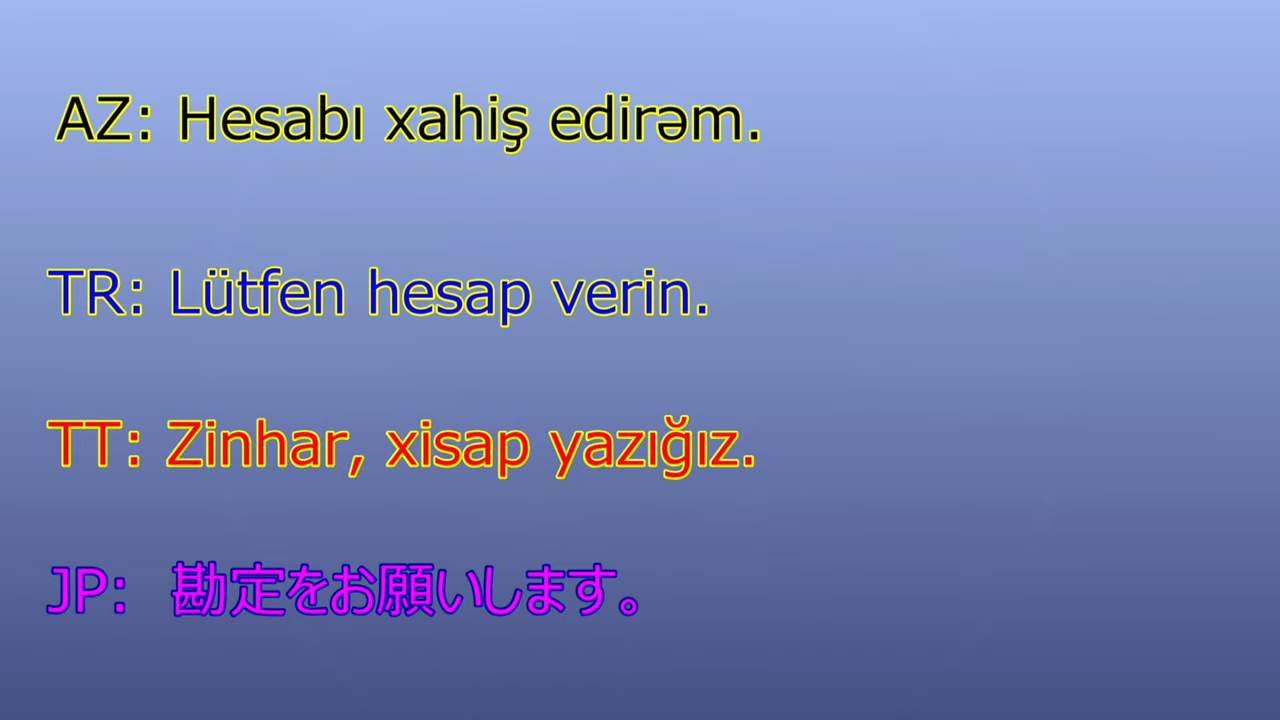 AZ: Hesabı xahiş edirəm.
TR: Lütfen hesap verin.
TT: Zinhar, xisap yazığız.
JP: 勘定をお願いします。